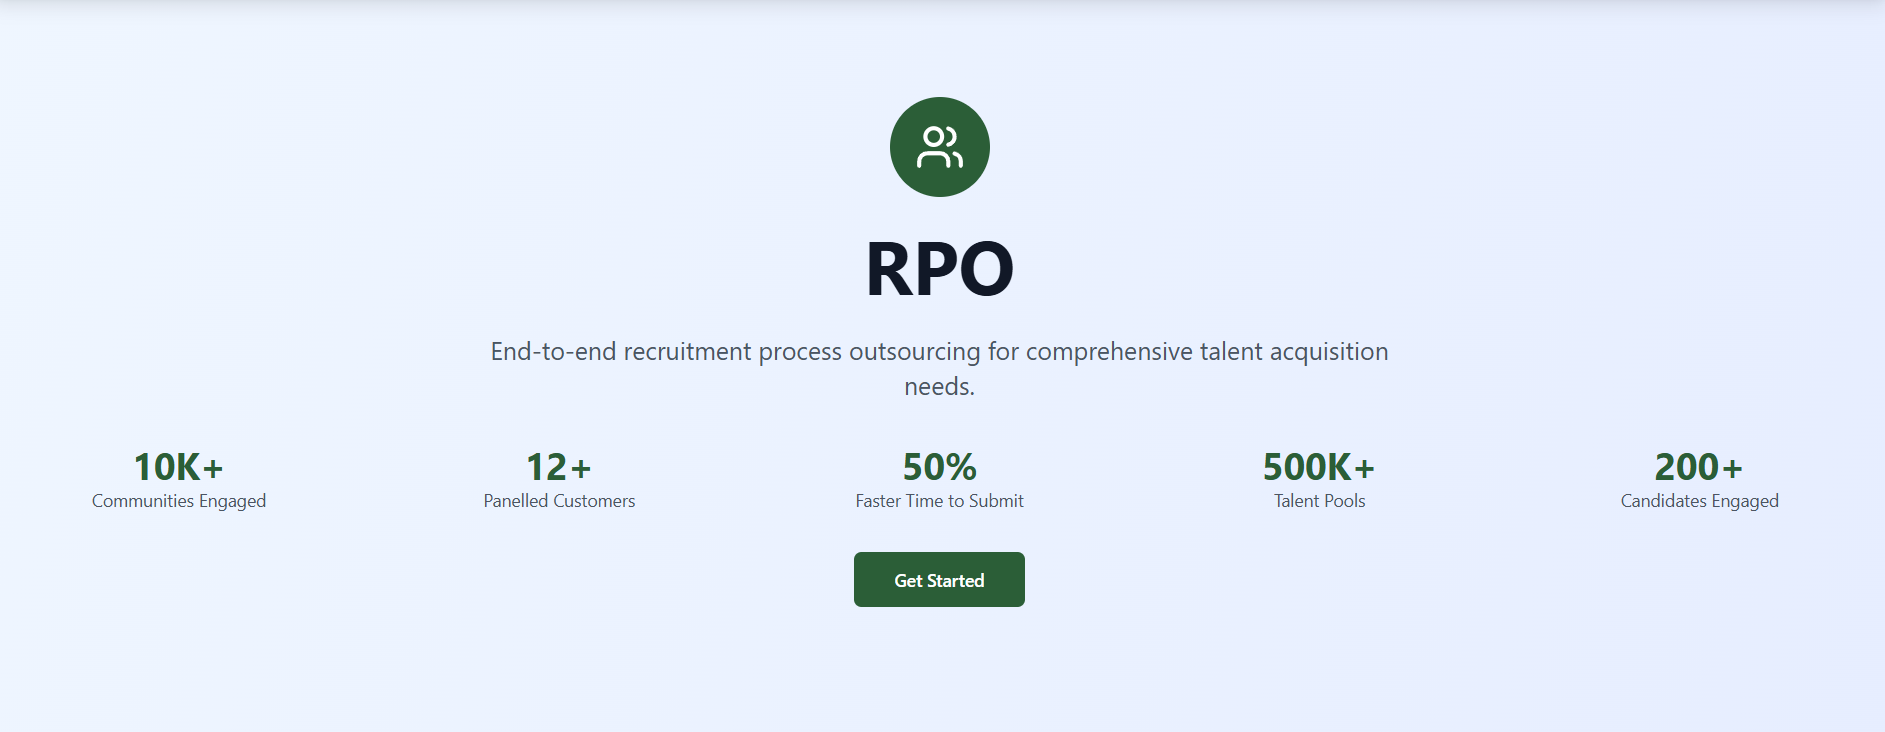 RPO
End-to-end recruitment process outsourcing for comprehensive talent acquisition
needs.
10K+
Communities Engaged
12+
Panelled Customers
50%
Faster Time to Submit
500K+
Talent Pools
200+
Candidates Engaged
Get Started